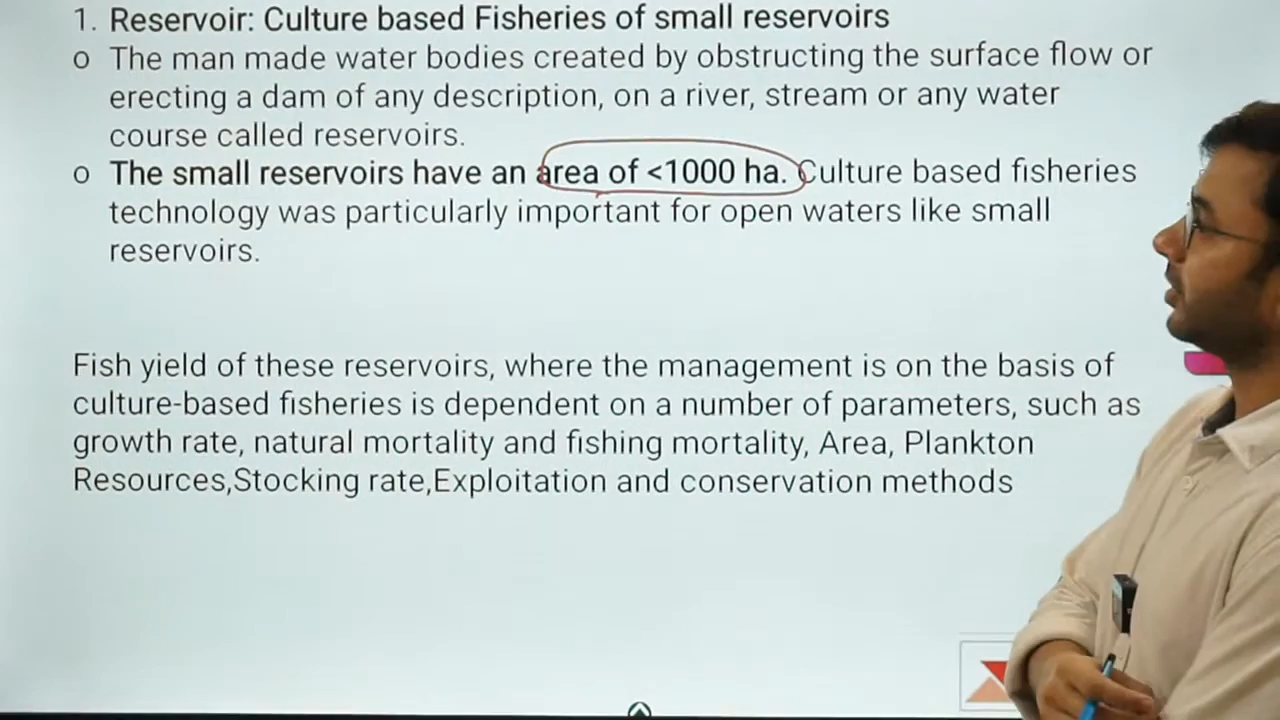 1. Reservoir: Culture based Fisheries of small reservoirs
o The man made water bodies created by obstructing the surface flow or
erecting a dam of any description, on a river, stream or any water
course called reservoirs.
o The small reservoirs have an area of <1000 ha. Culture based fisheries
technology was particularly important for open waters like small
reservoirs.
Fish yield of these reservoirs, where the management is on the basis of
culture-based fisheries is dependent on a number of parameters, such as
growth rate, natural mortality and fishing mortality, Area, Plankton
Resources,Stocking rate,Exploitation and conservation methods